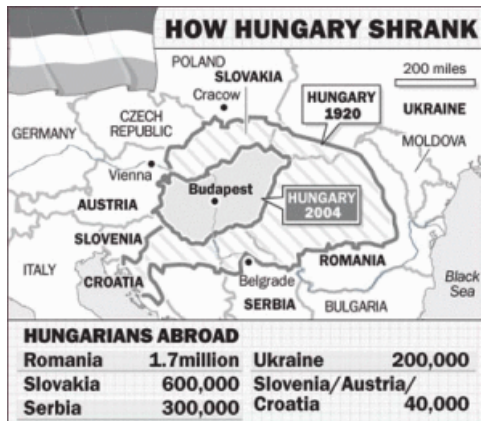 HOW HUNGARY SHRANK
POLAND
SLOVAKIA
200 miles
Cracow
HUNGARY
1920
UKRAINE
CZECH
REPUBLIC
GERMANY
MOLDOVA
Vienna
Budapest
HUNGARY
2004
AUSTRIA
SLOVENIA
ITALY
ROMANIA
CROATIA
Belgrade
Black
Sea
SERBIA
BULGARIA
HUNGARIANS ABROAD
Romania 1.7million
Slovakia 600,000
Serbia 300,000
Ukraine 200,000
Slovenia/Austria/
Croatia 40,000